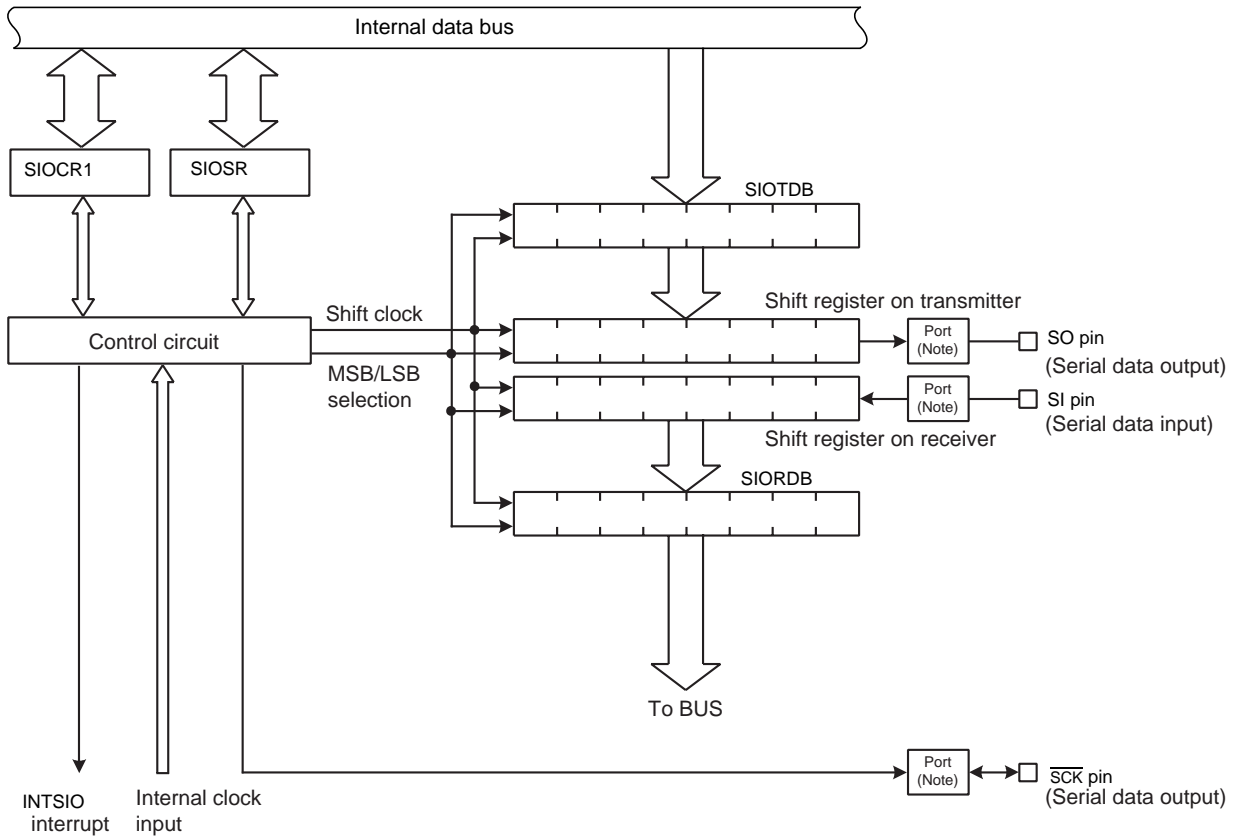 Internal data bus
SIOCR1
SIOSR
SIOTDB
Shift register on transmitter
Shift clock
Control circuit
MSB/LSB
selection
Port
(Note)
SO pin
(Serial data output)
Port
(Note)
SI pin
(Serial data input)
Shift register on receiver
SIORDB
To BUS
Port
(Note)
SCK pin
(Serial data output)
INTSIO
interrupt
Internal clock
input